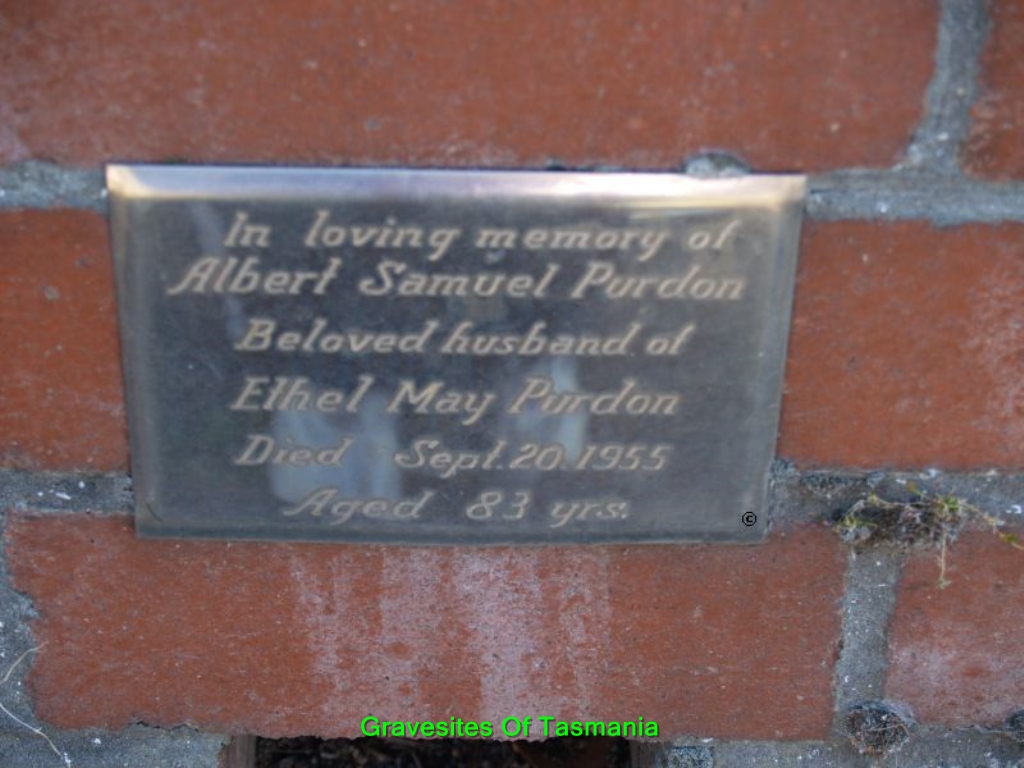 In loving memory of
Albert Samuel Purdon
Beloved husband of
Ethel May Purdon
Died Sept. 20. 1955
Aged 83 yrs.
©
Gravesites Of Tasmania